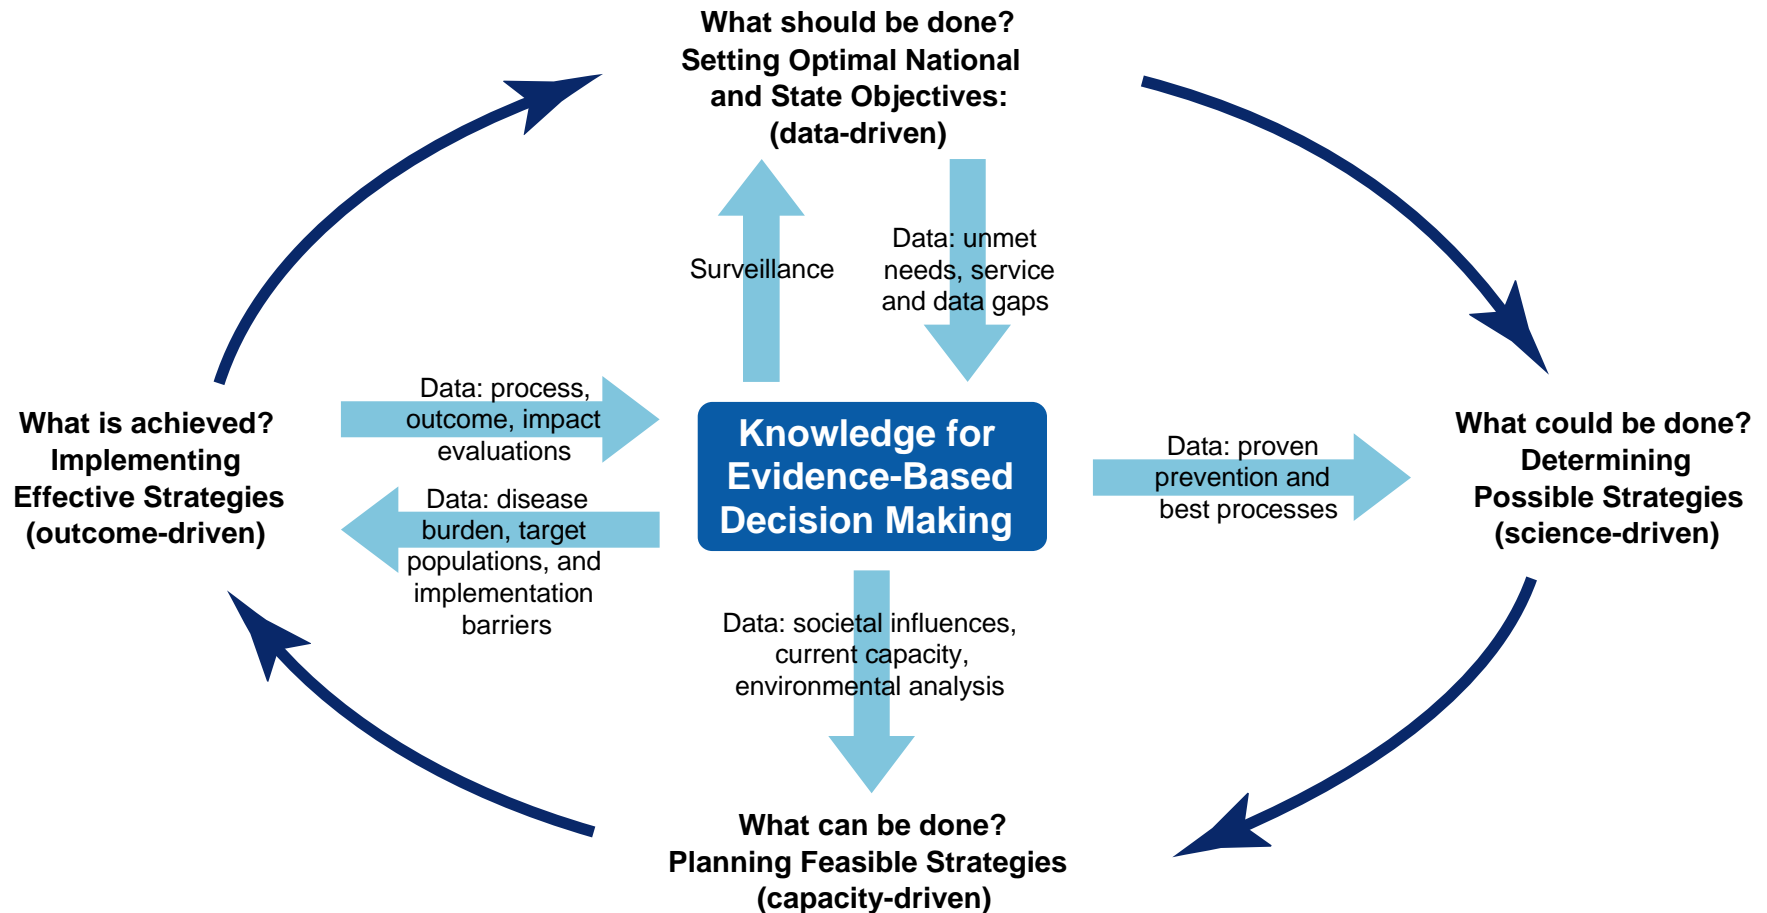 What should be done?
Setting Optimal National
and State Objectives:
(data-driven)
Surveillance
Data: unmet
needs, service
and data gaps
What is achieved?
Implementing
Effective Strategies
(outcome-driven)
Data: process,
outcome, impact
evaluations
Data: disease
burden, target
populations, and
implementation
barriers
Knowledge for
Evidence-Based
Decision Making
Data: proven
prevention and
best processes
What could be done?
Determining
Possible Strategies
(science-driven)
Data: societal influences,
current capacity,
environmental analysis
What can be done?
Planning Feasible Strategies
(capacity-driven)